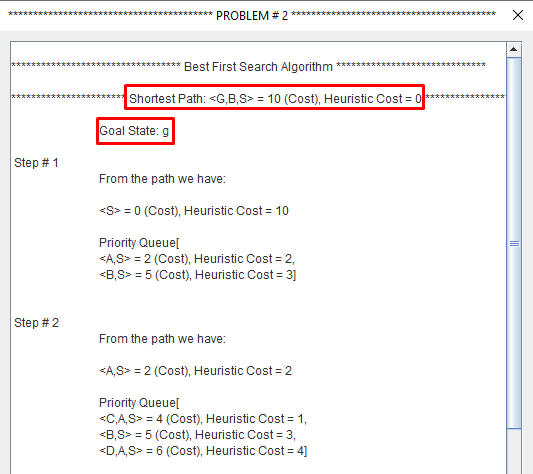 **************************************** PROBLEM # 2 ****************************************
********************************** Best First Search Algorithm ******************************
*********************** Shortest Path: <G,B,S> = 10 (Cost), Heuristic Cost = 0****************
Goal State: g
Step # 1
From the path we have:
<S> = 0 (Cost), Heuristic Cost = 10
Priority Queue[
<A,S> = 2 (Cost), Heuristic Cost = 2,
<B,S> = 5 (Cost), Heuristic Cost = 3]
Step # 2
From the path we have:
<A,S> = 2 (Cost), Heuristic Cost = 2
Priority Queue[
<C,A,S> = 4 (Cost), Heuristic Cost = 1,
<B,S> = 5 (Cost), Heuristic Cost = 3,
<D,A,S> = 6 (Cost), Heuristic Cost = 4]